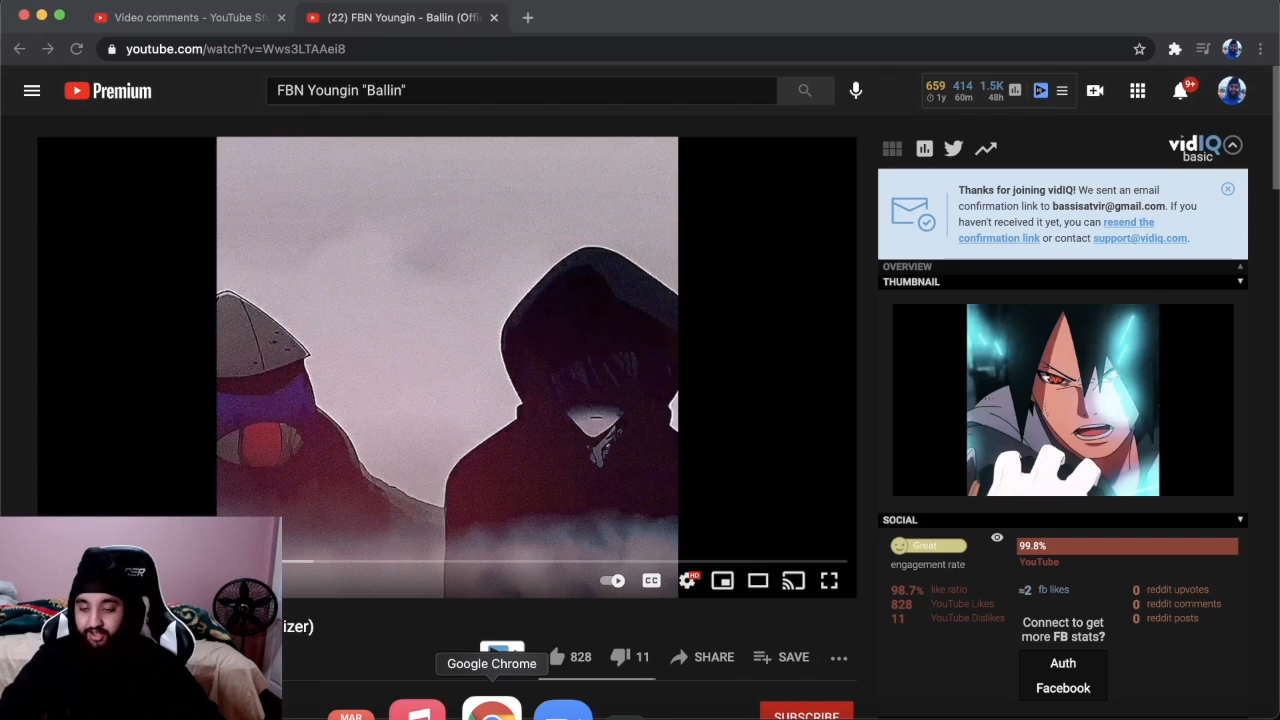 Video comments - YouTube St
(22) FBN Youngin - Ballin (Offi
youtube.com/watch?v=Wws3LTAAei8
Premium
FBN Youngin "Ballin"
659 414 1.5K
1y 60m 48h
9+
vidIQ
basic
Thanks for joining vidIQ! We sent an email
confirmation link to bassisatvir@gmail.com. If you
haven't received it yet, you can resend the
confirmation link or contact support@vidiq.com.
OVERVIEW
THUMBNAIL
SOCIAL
Great
engagement rate
99.8%
YouTube
98.7% like ratio
828 YouTube Likes
11 YouTube Dislikes
≈2 fb likes
0 reddit upvotes
0 reddit comments
0 reddit posts
Connect to get
more FB stats?
Auth
Facebook
CC
HD
izer)
828
11
SHARE
SAVE
Google Chrome
MAR
SUBSCRIBE